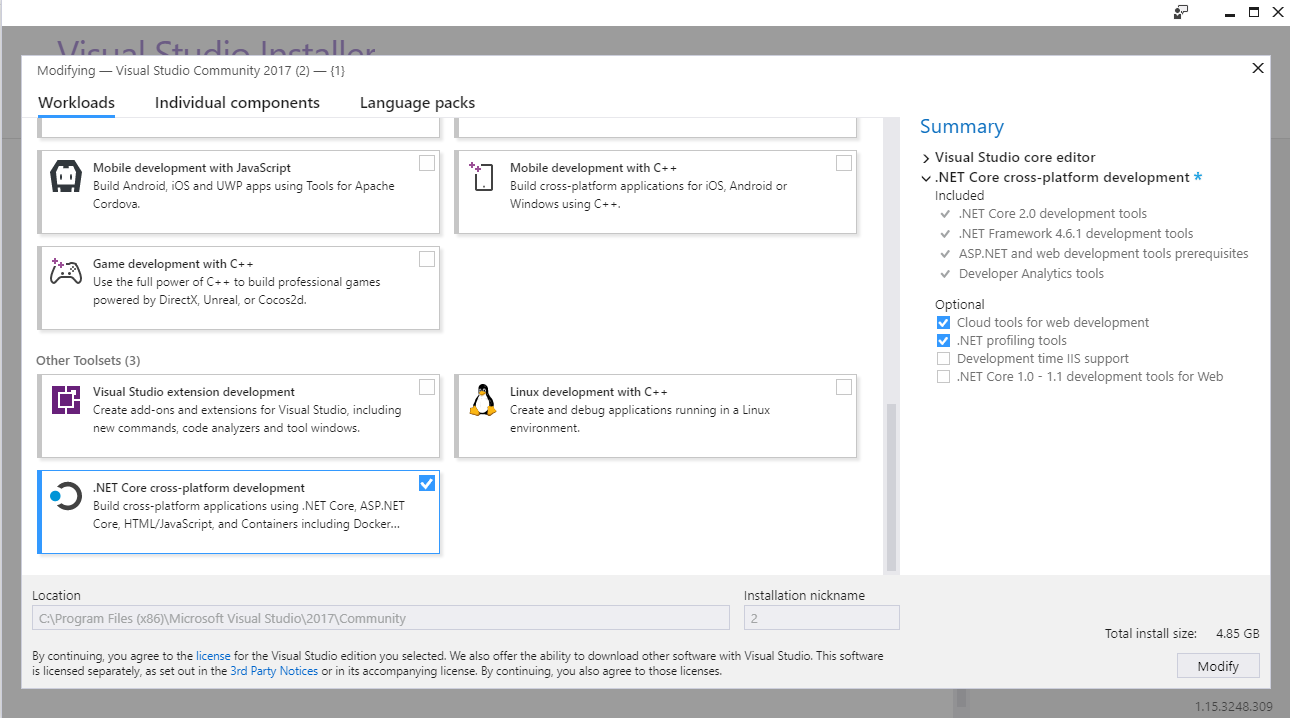 Visual Studio Installer
Modifying — Visual Studio Community 2017 (2) — {1}
Workloads
Individual components
Language packs
Mobile development with JavaScript
Build Android, iOS and UWP apps using Tools for Apache
Cordova.
Mobile development with C++
Build cross-platform applications for iOS, Android or
Windows using C++.
Game development with C++
Use the full power of C++ to build professional games
powered by DirectX, Unreal, or Cocos2d.
Other Toolsets (3)
Visual Studio extension development
Create add-ons and extensions for Visual Studio, including
new commands, code analyzers and tool windows.
Linux development with C++
Create and debug applications running in a Linux
environment.
.NET Core cross-platform development
Build cross-platform applications using .NET Core, ASP.NET
Core, HTML/JavaScript, and Containers including Docker...
Summary
Visual Studio core editor
.NET Core cross-platform development *
Included
.NET Core 2.0 development tools
.NET Framework 4.6.1 development tools
ASP.NET and web development tools prerequisites
Developer Analytics tools
Optional
Cloud tools for web development
.NET profiling tools
Development time IIS support
.NET Core 1.0 - 1.1 development tools for Web
Location
C:\Program Files (x86)\Microsoft Visual Studio\2017\Community
Installation nickname
2
By continuing, you agree to the license for the Visual Studio edition you selected. We also offer the ability to download other software with Visual Studio. This software
is licensed separately, as set out in the 3rd Party Notices or in its accompanying license. By continuing, you also agree to those licenses.
Total install size: 4.85 GB
Modify
1.15.3248.309